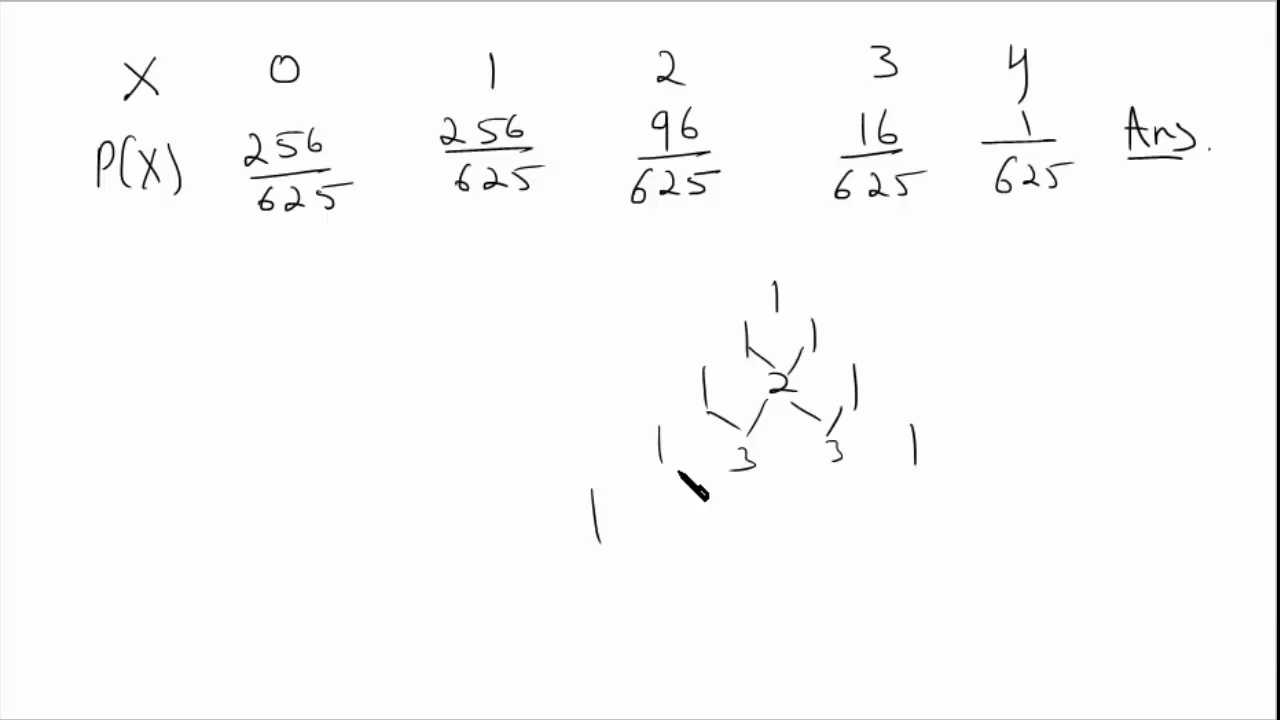 X 0 1 2 3 4
P(X) 256/625 256/625 96/625 16/625 1/625 Ans.
1
1 1
1 2 1
1 3 3 1
1